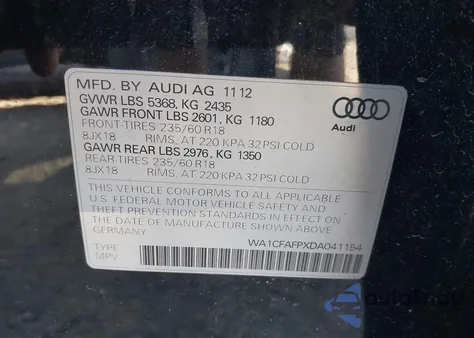 MFD. BY AUDI AG 11 12
GVWR LBS 5368, KG 2435
GAWR FRONT LBS 2601, KG 1180
FRONT-TIRES 235/60 R18
8JX18 RIMS, AT 220 KPA 32 PSI COLD
GAWR REAR LBS 2976, KG 1350
REAR TIRES 235/60 R18
8JX18 RIMS, AT 220 KPA 32 PSI COLD
Audi
THIS VEHICLE CONFORMS TO ALL APPLICABLE
U.S. FEDERAL MOTOR VEHICLE SAFETY AND
THEFT PREVENTION STANDARDS IN EFFECT ON
THE DATE OF MANUFACTURE SHOWN ABOVE
GERMANY
WA1CFAFPXDA041154
TYPE:
MPV